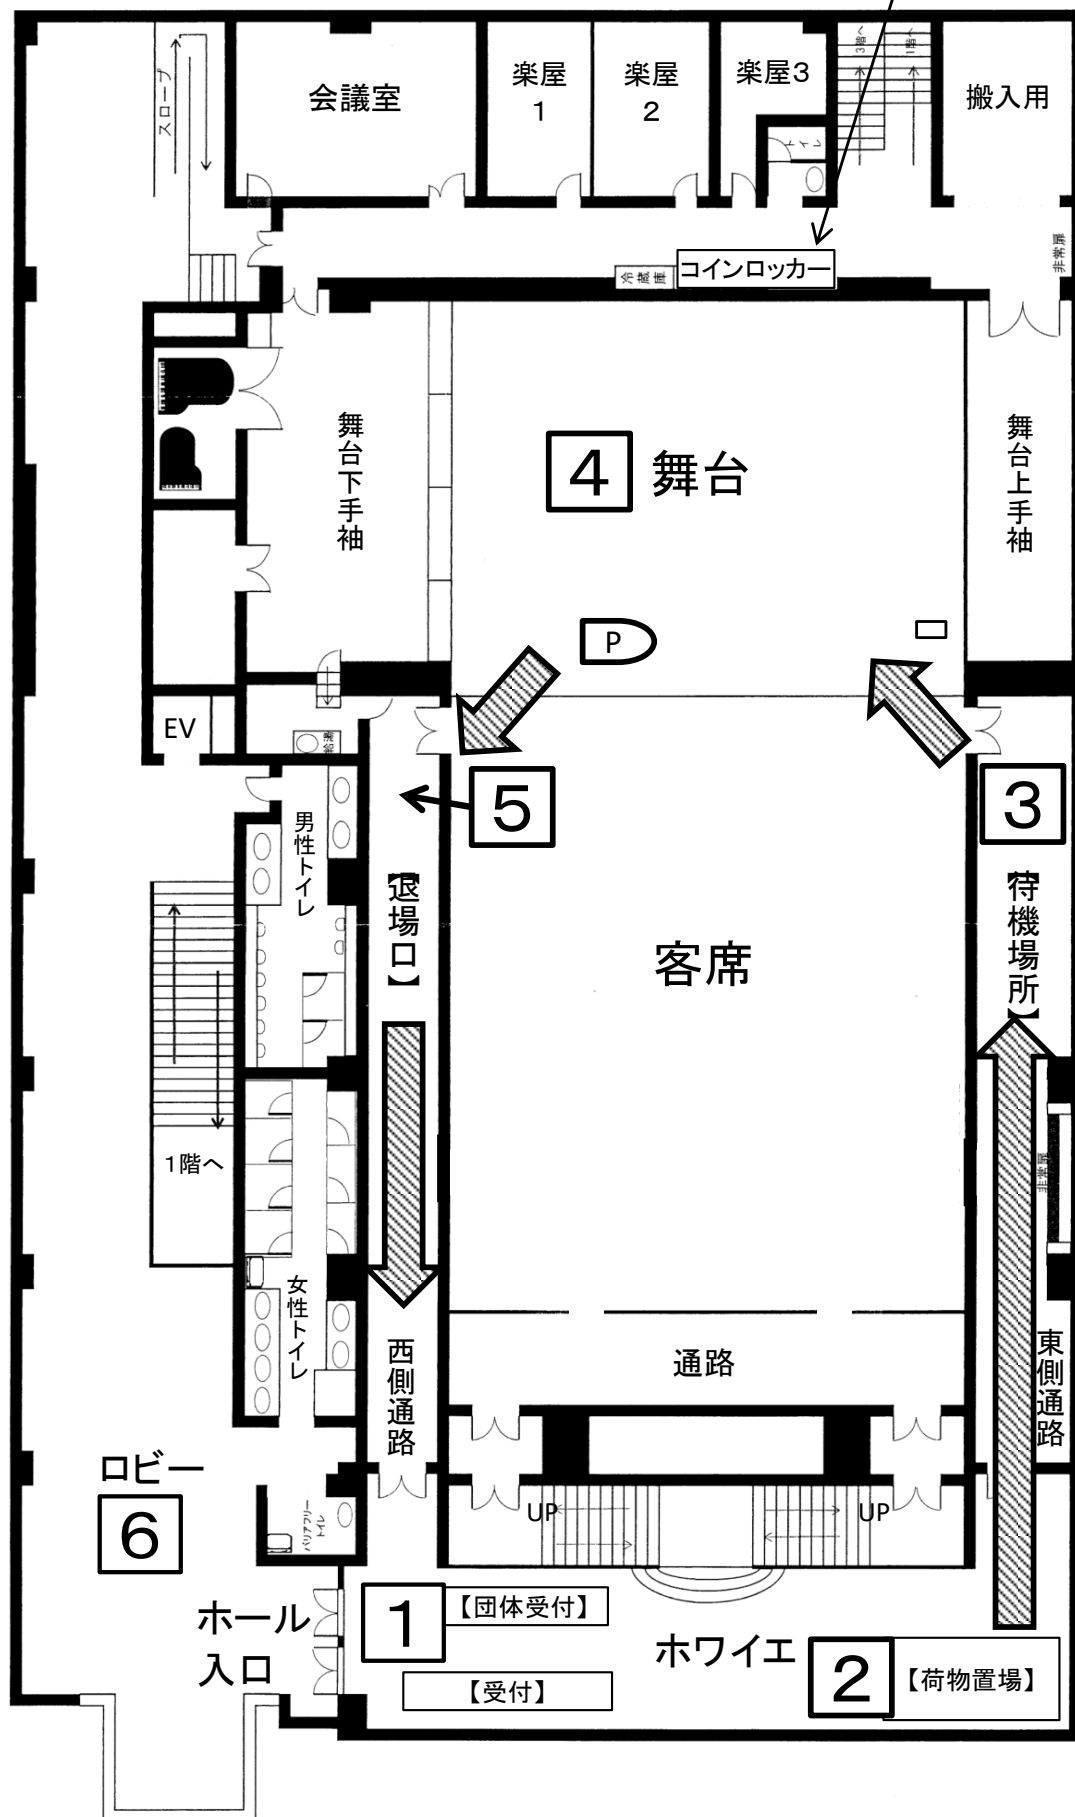 3階へ
1階へ
スロープ
会議室
楽屋
1
楽屋
2
楽屋3
トイレ
搬入用
非常扉
冷蔵庫
コインロッカー
舞台下手袖
4
舞台
舞台上手袖
P
EV
給湯
5
3
男性トイレ
【退場口】
客席
【待機場所】
1階へ
非常扉
女性トイレ
西側通路
通路
東側通路
ロビー
6
バリアフリー
トイレ
UP
UP
ホール
入口
1
【団体受付】
ホワイエ
2
【荷物置場】
【受付】